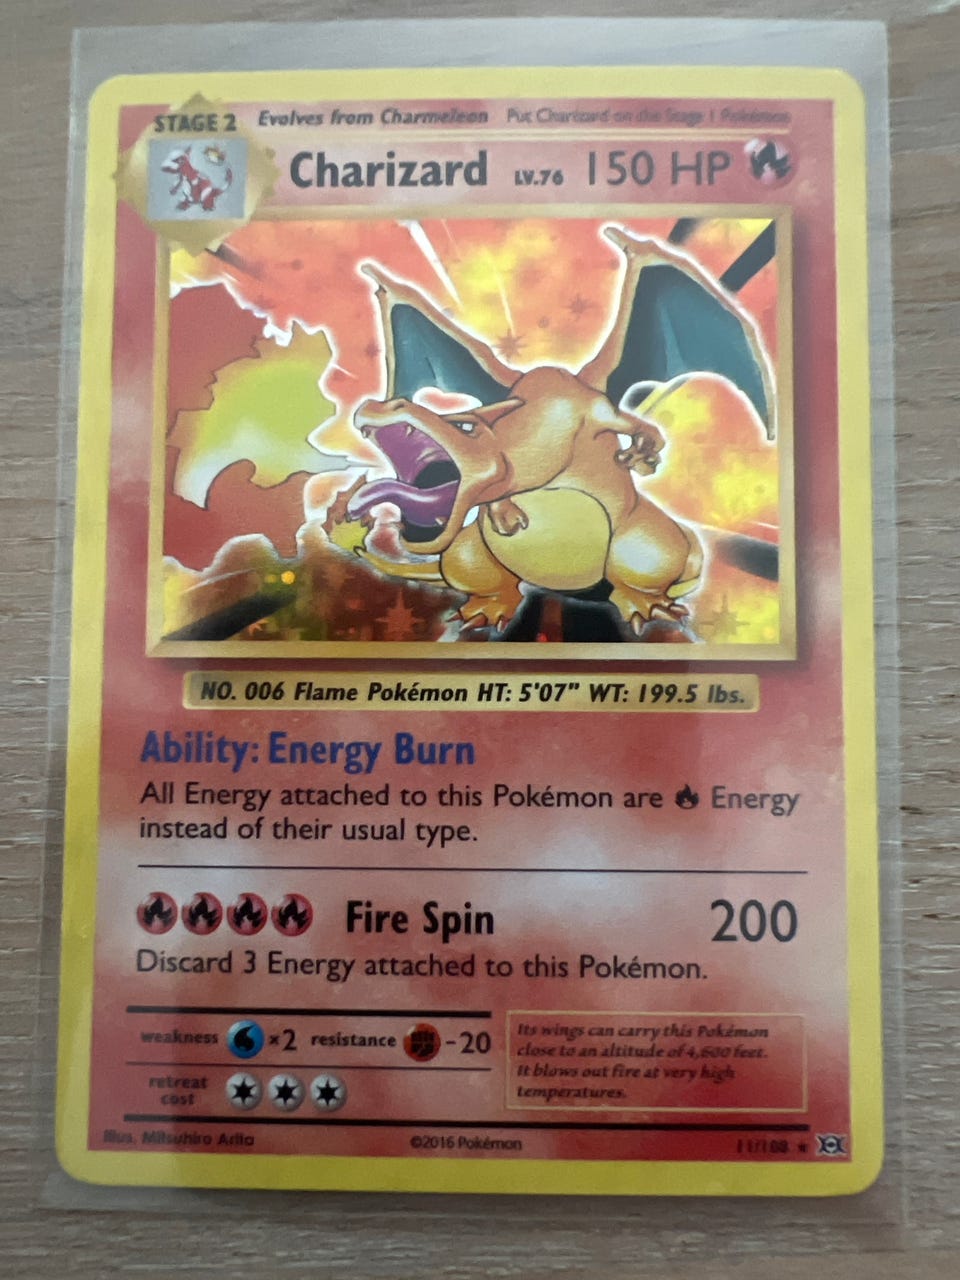 STAGE 2 Evolves from Charmeleon Put Charizard on the Stage 1 Pokémon
Charizard LV.76 150 HP
NO. 006 Flame Pokémon HT: 5'07" WT: 199.5 lbs.
Ability: Energy Burn
All Energy attached to this Pokémon are Energy
instead of their usual type.
Fire Spin 200
Discard 3 Energy attached to this Pokémon.
weakness ×2 resistance -20
retreat
cost
Its wings can carry this Pokémon
close to an altitude of 4,600 feet.
It blows out fire at very high
temperatures.
Illus. Mitsuhiro Arita ©2016 Pokémon 11/108 ★